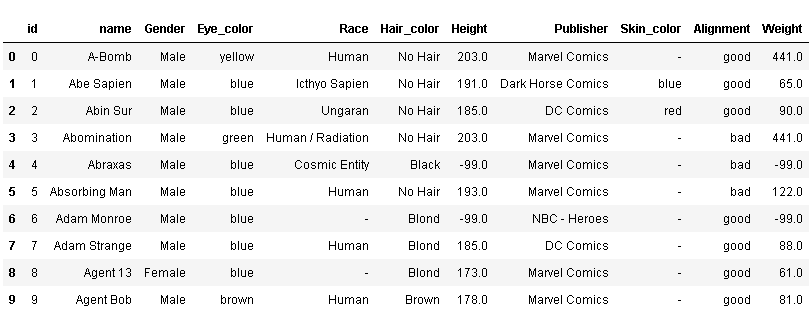 id name Gender Eye_color Race Hair_color Height Publisher Skin_color Alignment Weight
0 0 A-Bomb Male yellow Human No Hair 203.0 Marvel Comics - good 441.0
1 1 Abe Sapien Male blue Icthyo Sapien No Hair 191.0 Dark Horse Comics blue good 65.0
2 2 Abin Sur Male blue Ungaran No Hair 185.0 DC Comics red good 90.0
3 3 Abomination Male green Human / Radiation No Hair 203.0 Marvel Comics - bad 441.0
4 4 Abraxas Male blue Cosmic Entity Black -99.0 Marvel Comics - bad -99.0
5 5 Absorbing Man Male blue Human No Hair 193.0 Marvel Comics - bad 122.0
6 6 Adam Monroe Male blue - Blond -99.0 NBC - Heroes - good -99.0
7 7 Adam Strange Male blue Human Blond 185.0 DC Comics - good 88.0
8 8 Agent 13 Female blue - Blond 173.0 Marvel Comics - good 61.0
9 9 Agent Bob Male brown Human Brown 178.0 Marvel Comics - good 81.0